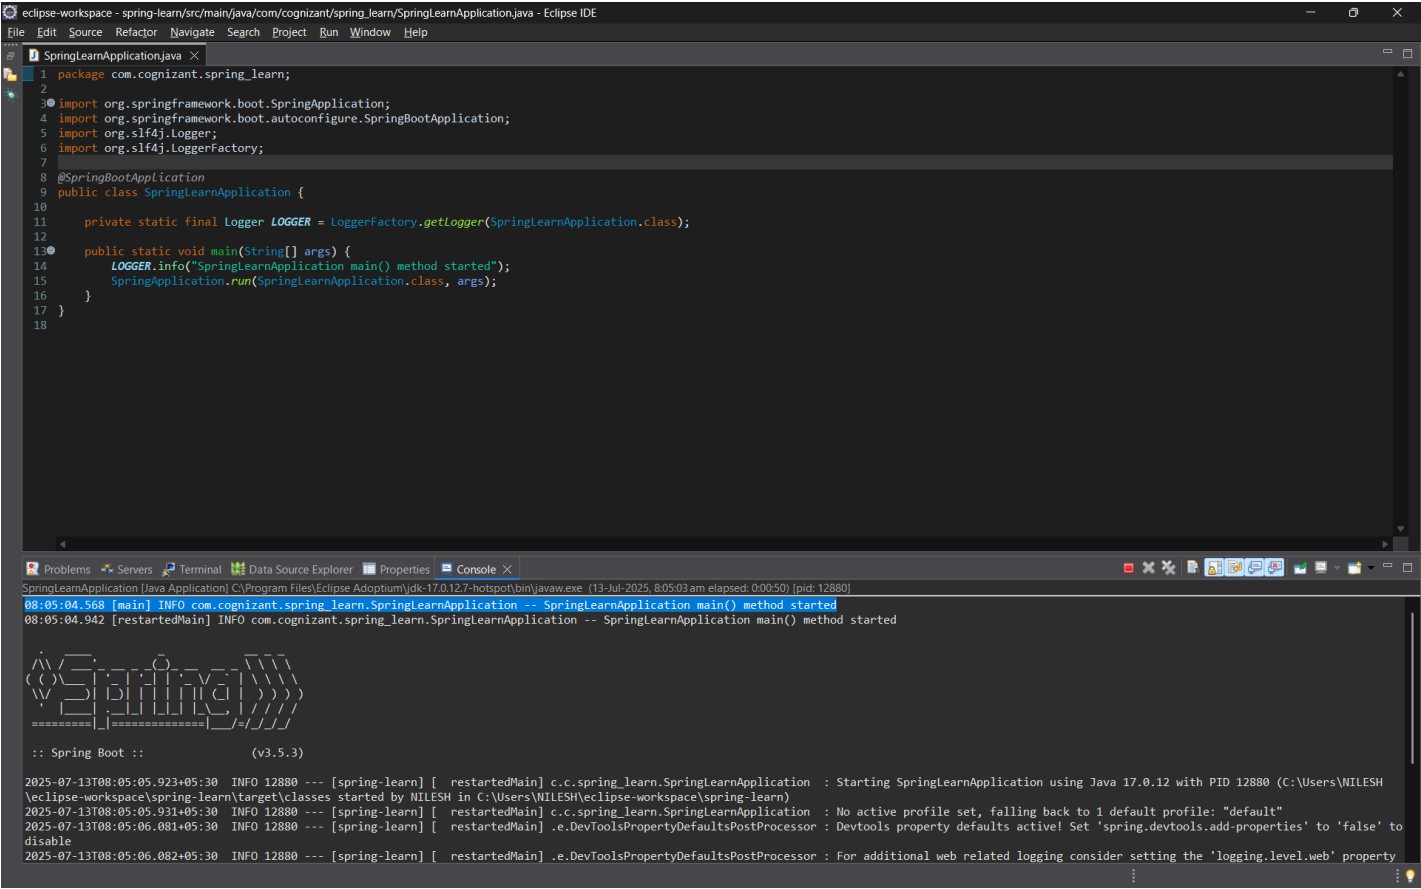 eclipse-workspace - spring-learn/src/main/java/com/cognizant/spring_learn/SpringLearnApplication.java - Eclipse IDE
File Edit Source Refactor Navigate Search Project Run Window Help
SpringLearnApplication.java
1 package com.cognizant.spring_learn;
2
3 import org.springframework.boot.SpringApplication;
4 import org.springframework.boot.autoconfigure.SpringBootApplication;
5 import org.slf4j.Logger;
6 import org.slf4j.LoggerFactory;
7
8 @SpringBootApplication
9 public class SpringLearnApplication {
10
11     private static final Logger LOGGER = LoggerFactory.getLogger(SpringLearnApplication.class);
12
13     public static void main(String[] args) {
14         LOGGER.info("SpringLearnApplication main() method started");
15         SpringApplication.run(SpringLearnApplication.class, args);
16     }
17 }
18
Problems Servers Terminal Data Source Explorer Properties Console
SpringLearnApplication [Java Application] C:\Program Files\Eclipse Adoptium\jdk-17.0.12.7-hotspot\bin\javaw.exe (13-Jul-2025, 8:05:03 am elapsed: 0:00:50) [pid: 12880]
08:05:04.568 [main] INFO com.cognizant.spring_learn.SpringLearnApplication -- SpringLearnApplication main() method started
08:05:04.942 [restartedMain] INFO com.cognizant.spring_learn.SpringLearnApplication -- SpringLearnApplication main() method started
Spring
:: Spring Boot :: (v3.5.3)
2025-07-13T08:05:05.923+05:30  INFO 12880 --- [spring-learn] [  restartedMain] c.c.spring_learn.SpringLearnApplication  : Starting SpringLearnApplication using Java 17.0.12 with PID 12880 (C:\Users\NILESH
\eclipse-workspace\spring-learn\target\classes started by NILESH in C:\Users\NILESH\eclipse-workspace\spring-learn)
2025-07-13T08:05:05.931+05:30  INFO 12880 --- [spring-learn] [  restartedMain] c.c.spring_learn.SpringLearnApplication  : No active profile set, falling back to 1 default profile: "default"
2025-07-13T08:05:06.081+05:30  INFO 12880 --- [spring-learn] [  restartedMain] .e.DevToolsPropertyDefaultsPostProcessor : Devtools property defaults active! Set 'spring.devtools.add-properties' to 'false' to
disable
2025-07-13T08:05:06.082+05:30  INFO 12880 --- [spring-learn] [  restartedMain] .e.DevToolsPropertyDefaultsPostProcessor : For additional web related logging consider setting the 'logging.level.web' property